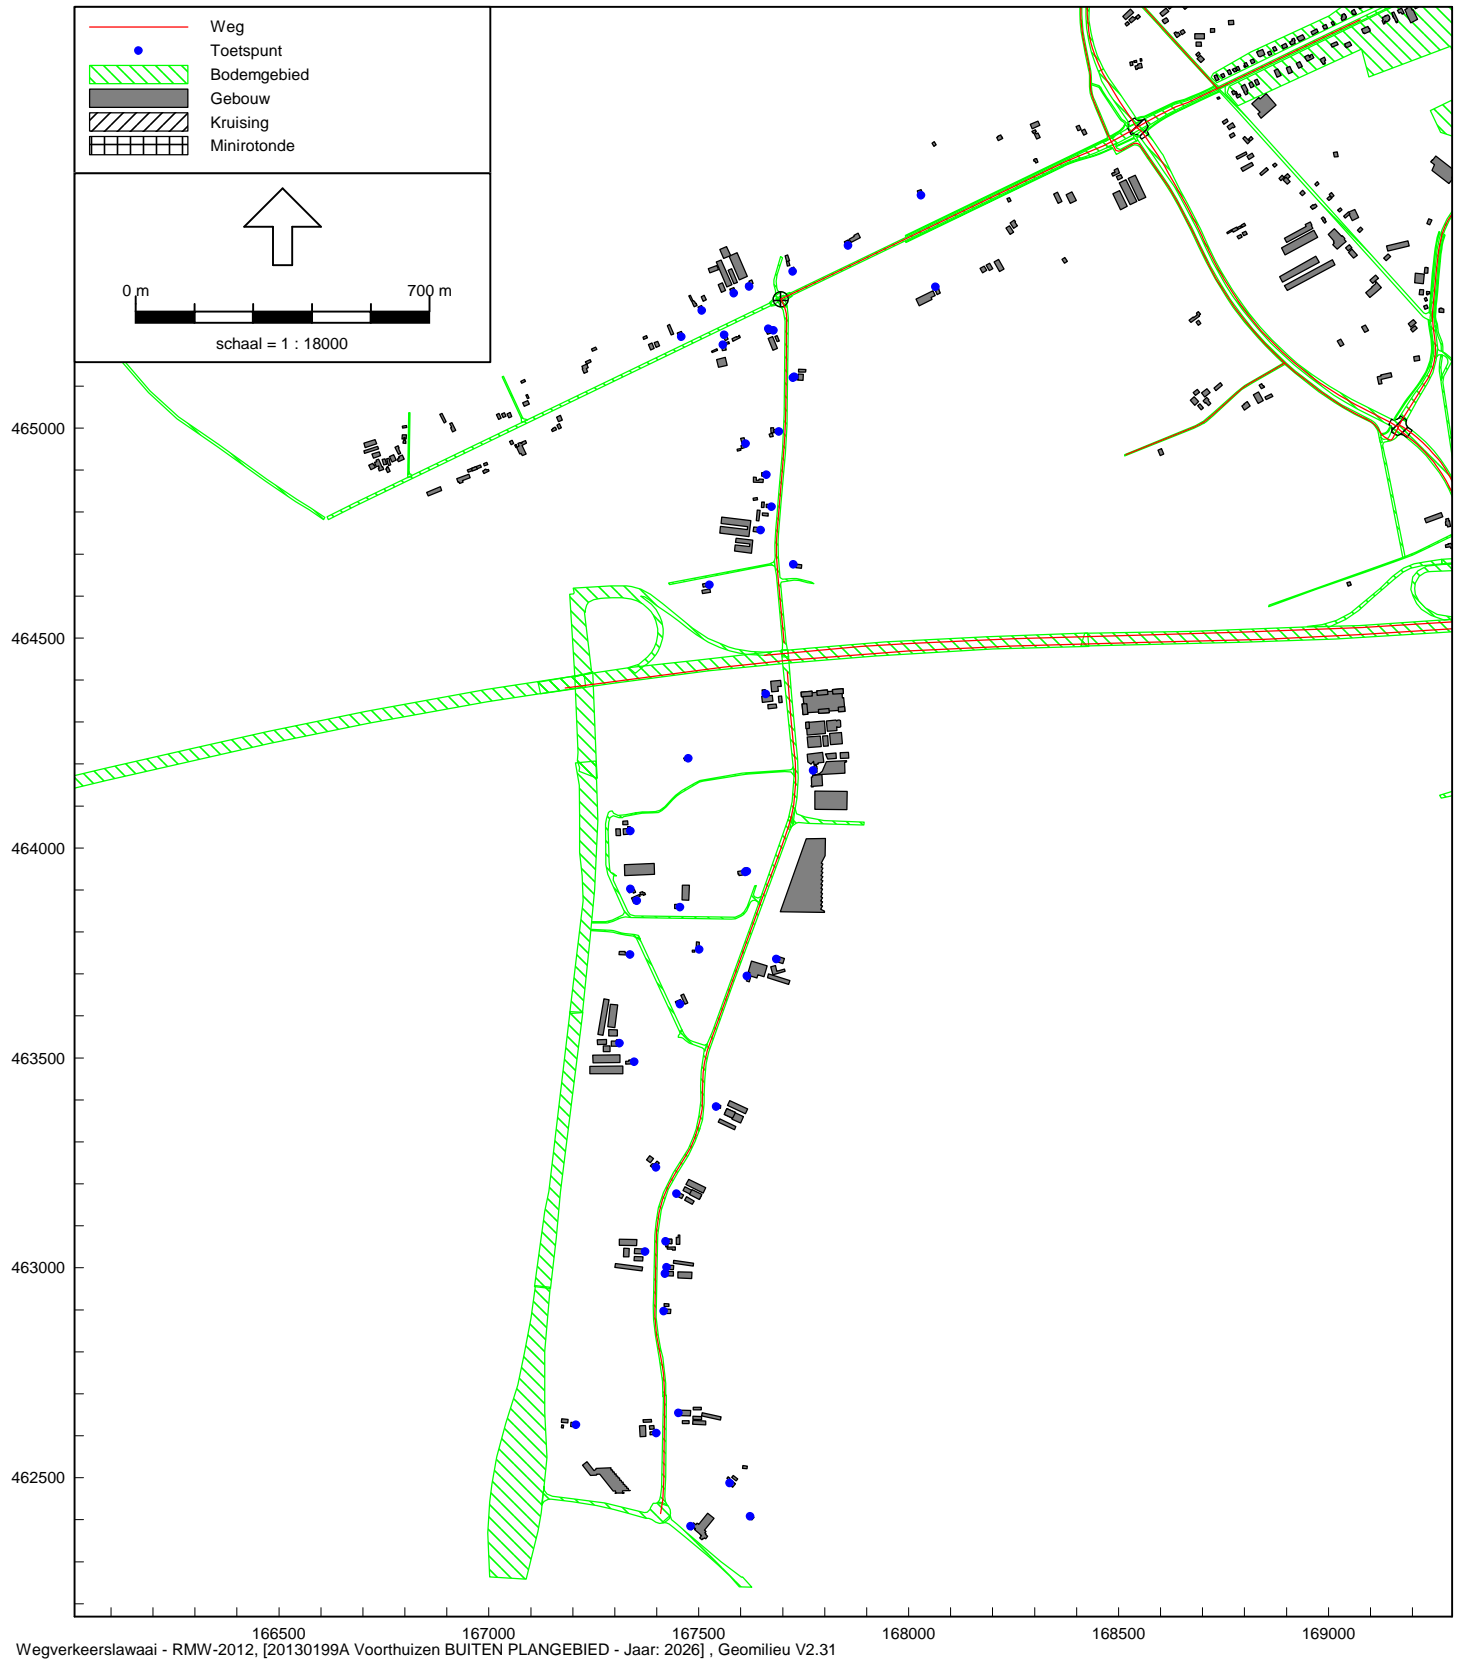 Weg
Toetspunt
Bodemgebied
Gebouw
Kruising
Minirotonde
0 m 700 m
schaal = 1 : 18000
465000
464500
464000
463500
463000
462500
166500 167000 167500 168000 168500 169000
Wegverkeerslawaai - RMW-2012, [20130199A Voorthuizen BUITEN PLANGEBIED - Jaar: 2026] , Geomilieu V2.31